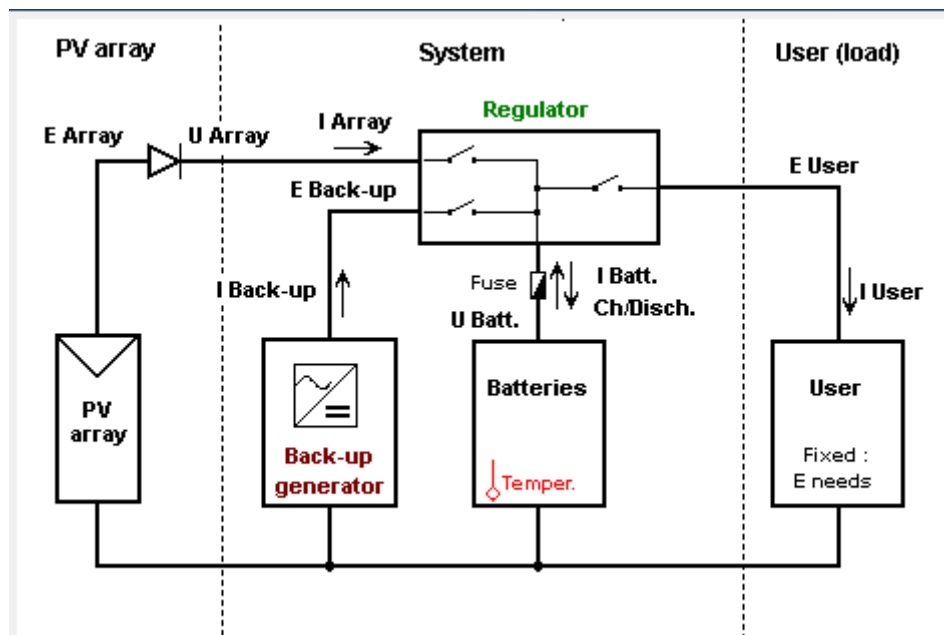 PV array
System
User (load)
Regulator
I Array
E Array
U Array
E User
E Back-up
Fuse
I Batt.
Ch/Disch.
I Back-up
U Batt.
I User
PV
array
Back-up
generator
Batteries
Temper.
User
Fixed :
E needs